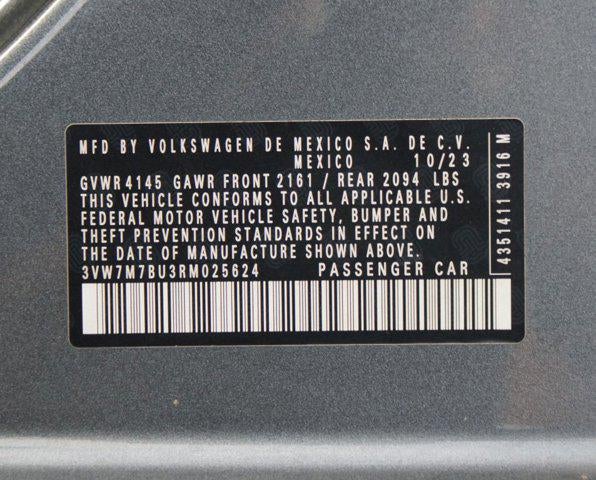 MFD BY VOLKSWAGEN DE MEXICO S.A. DE C.V.
MEXICO 10/23
GVWR 4145 GAWR FRONT 2161 / REAR 2094 LBS
THIS VEHICLE CONFORMS TO ALL APPLICABLE U.S.
FEDERAL MOTOR VEHICLE SAFETY, BUMPER AND
THEFT PREVENTION STANDARDS IN EFFECT ON
THE DATE OF MANUFACTURE SHOWN ABOVE.
3VW7M7BU3RM025624 PASSENGER CAR
4351411 3916 M